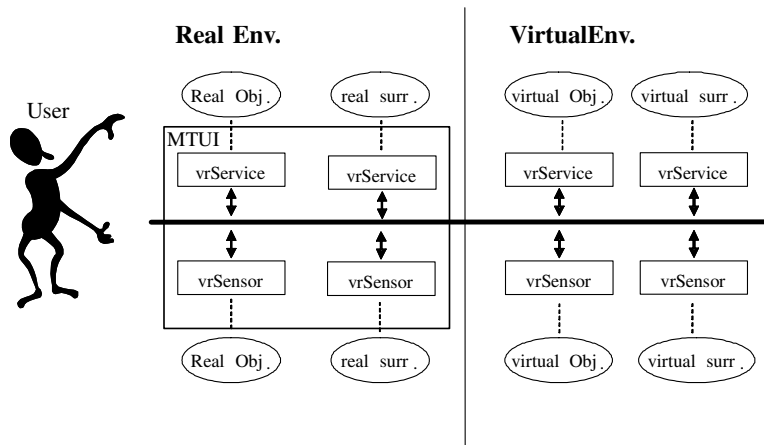 Real Env.
VirtualEnv.
Real Obj.
real surr.
virtual Obj.
virtual surr.
User
MTUI
vrService
vrService
vrService
vrService
vrSensor
vrSensor
vrSensor
vrSensor
Real Obj.
real surr.
virtual Obj.
virtual surr.